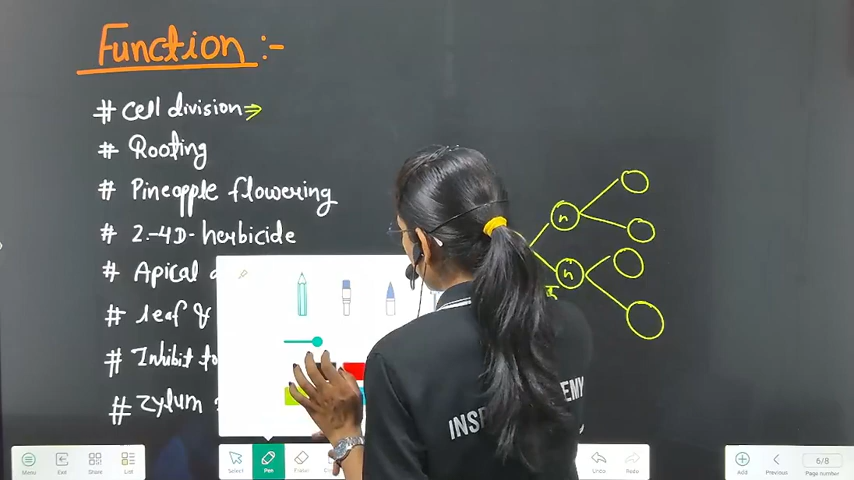 Function :-
# Cell division ⇒
# Rooting
# Pineapple flowering
# 2.-4D-herbicide
# Apical
# leaf &
# Inhibit to
# Zylum
n
n
INSP
EMY
Menu Exit Share List
Select Pen Eraser
Undo Redo
Add Previous 6/8 Page number